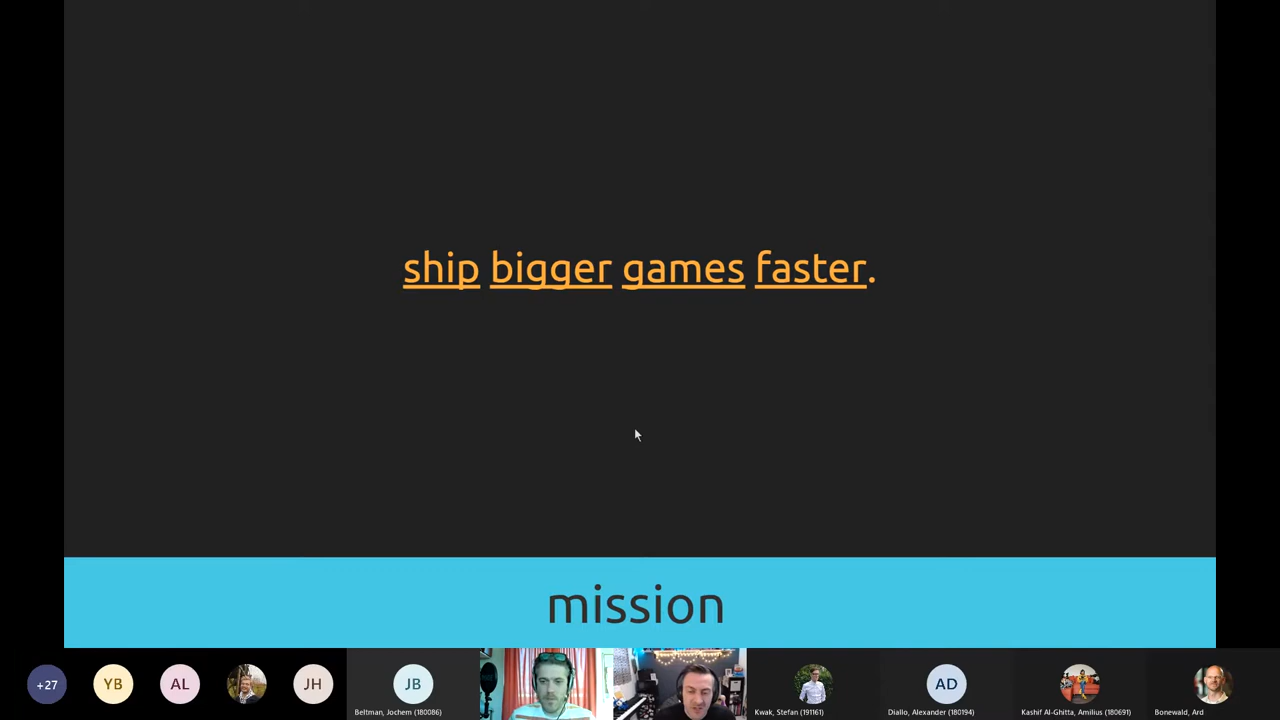 ship bigger games faster.
mission
+27
YB
AL
JH
JB
Beltman, Jochem (180086)
Kwak, Stefan (191161)
AD
Diallo, Alexander (180194)
Kashif Al-Ghitta, Amilius (180691)
Bonewald, Ard